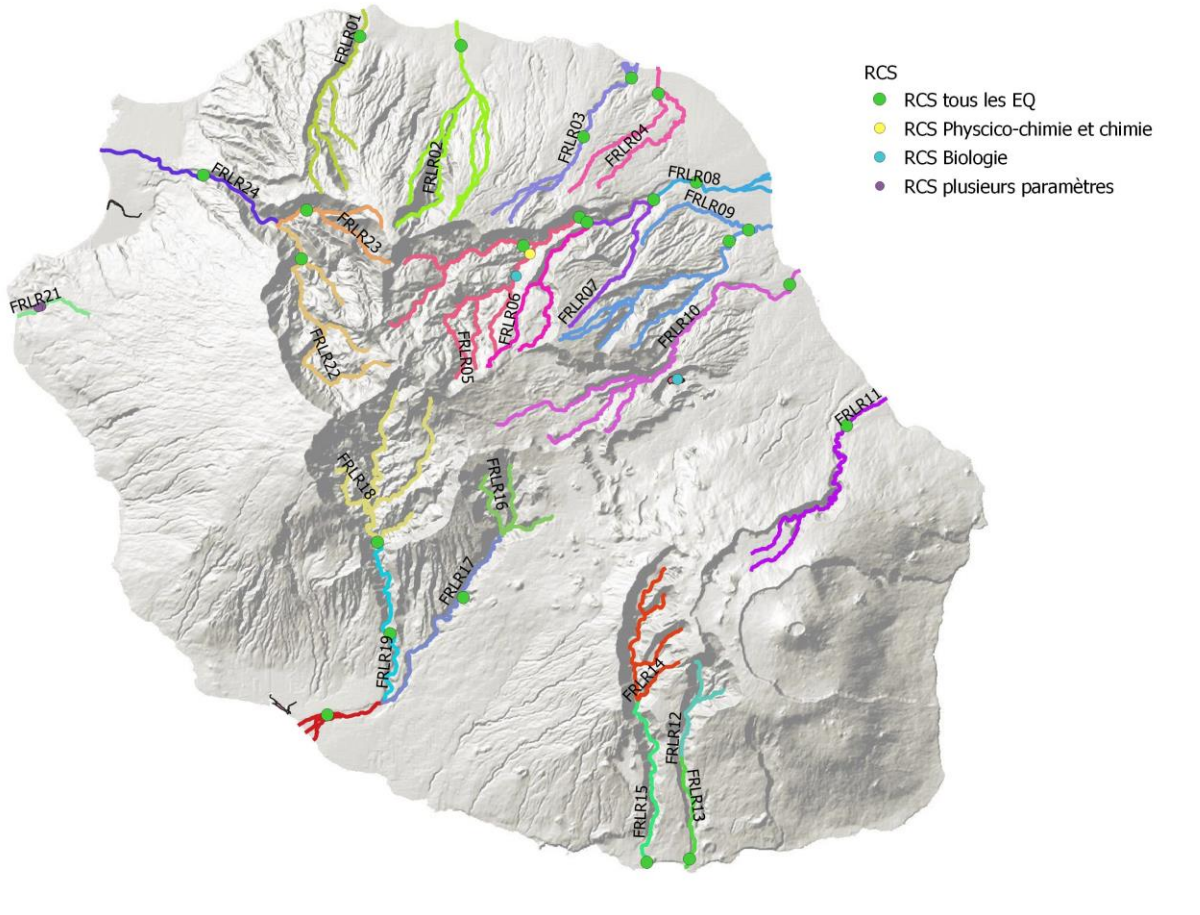 RCS
RCS tous les EQ
RCS Physcico-chimie et chimie
RCS Biologie
RCS plusieurs paramètres
FRLR01
FRLR02
FRLR03
FRLR04
FRLR08
FRLR24
FRLR09
FRLR23
FRLR21
FRLR07
FRLR06
FRLR10
FRLR05
FRLR22
FRLR11
FRLR18
FRLR16
FRLR17
FRLR19
FRLR14
FRLR12
FRLR13
FRLR15